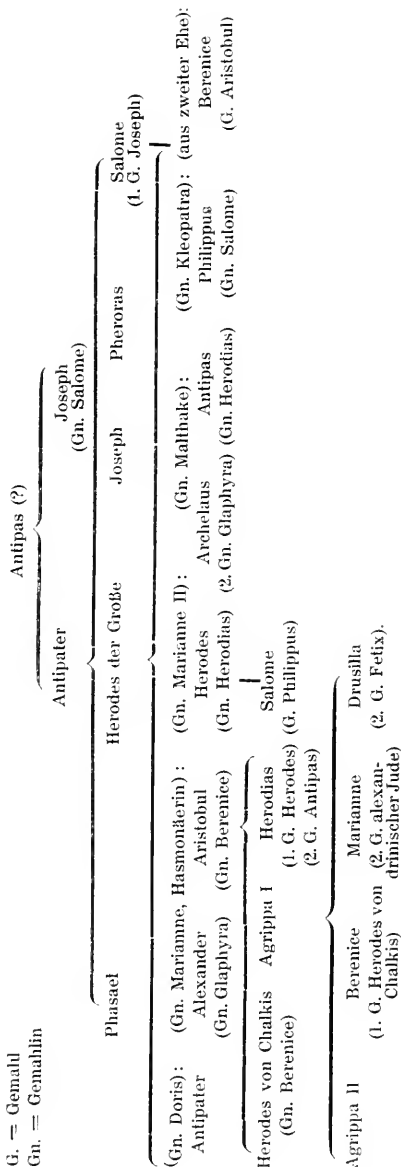 G. = Gemahl
Gn. = Gemahlin
Antipas (?)
Antipater Joseph
(Gn. Salome)
Phasael Herodes der Große Joseph Pheroras Salome
(1. G. Joseph)
(Gn. Doris): (Gn. Mariamne, Hasmonäerin): (Gn. Mariamne II): (Gn. Malthake): (Gn. Kleopatra): (aus zweiter Ehe):
Antipater Alexander Aristobul Herodes Archelaus Antipas Philippus Berenice
(Gn. Glaphyra) (Gn. Berenice) (Gn. Herodias) (2. Gn. Glaphyra) (Gn. Herodias) (Gn. Salome) (G. Aristobul)
Herodes von Chalkis Agrippa I Herodias Salome
(Gn. Berenice) (1. G. Herodes) (G. Philippus)
(2. G. Antipas)
Agrippa II Berenice Mariamne Drusilla
(1. G. Herodes von (2. G. alexan- (2. G. Felix).
Chalkis) drinischer Jude)